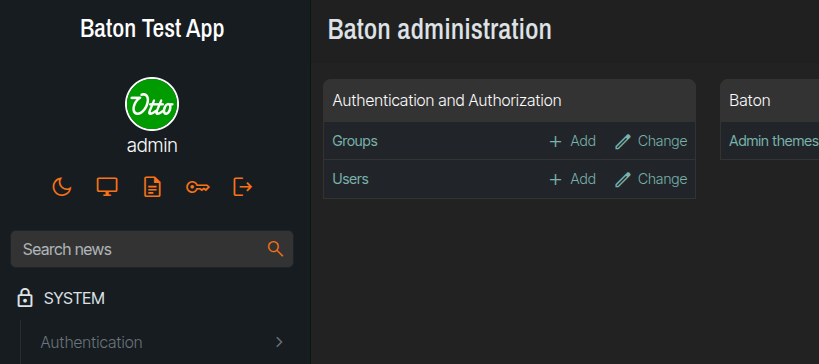 Baton Test App
Otto
admin
Search news
SYSTEM
Authentication
Baton administration
Authentication and Authorization
Groups Add Change
Users Add Change
Baton
Admin themes